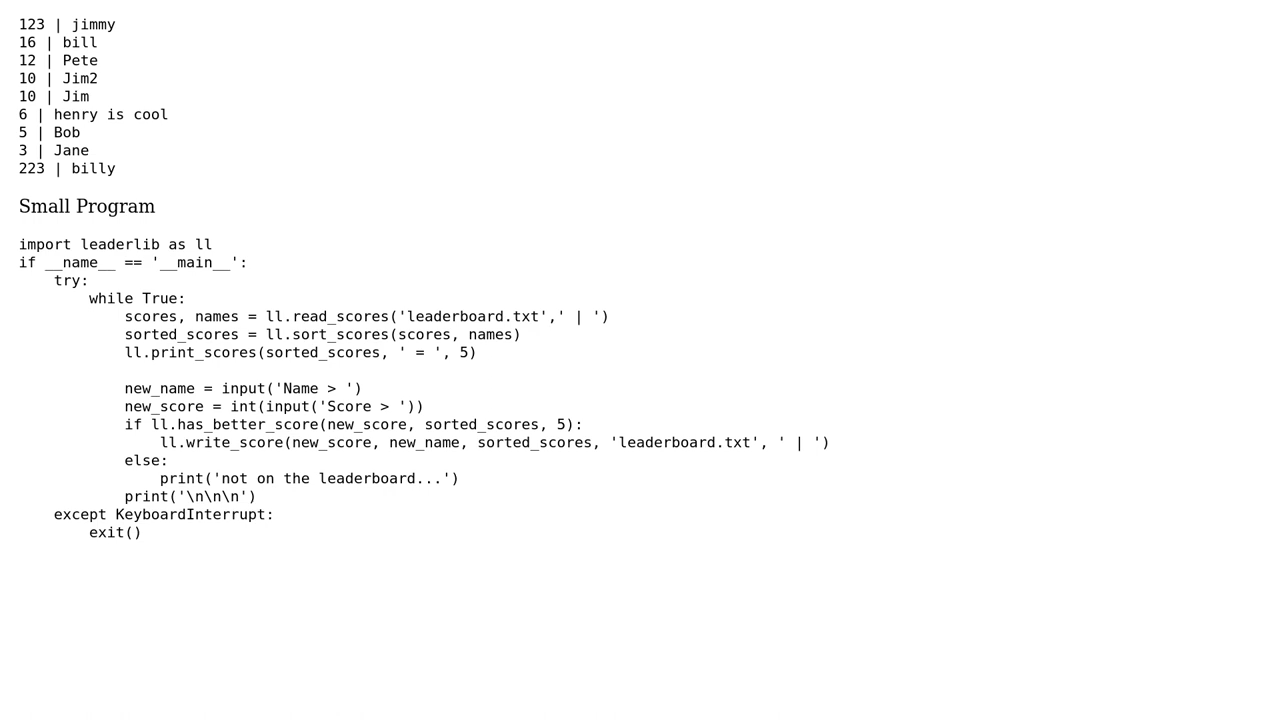 123 | jimmy
16 | bill
12 | Pete
10 | Jim2
10 | Jim
6 | henry is cool
5 | Bob
3 | Jane
223 | billy
Small Program
import leaderlib as ll
if __name__ == '__main__':
    try:
        while True:
            scores, names = ll.read_scores('leaderboard.txt',' | ')
            sorted_scores = ll.sort_scores(scores, names)
            ll.print_scores(sorted_scores, ' = ', 5)

            new_name = input('Name > ')
            new_score = int(input('Score > '))
            if ll.has_better_score(new_score, sorted_scores, 5):
                ll.write_score(new_score, new_name, sorted_scores, 'leaderboard.txt', ' | ')
            else:
                print('not on the leaderboard...')
            print('\n\n\n')
    except KeyboardInterrupt:
        exit()